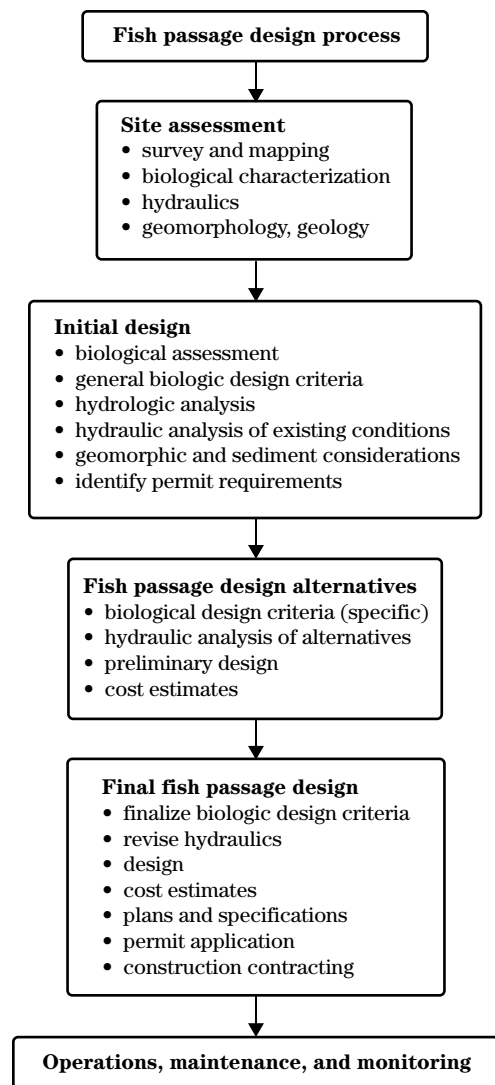 Fish passage design process
Site assessment
• survey and mapping
• biological characterization
• hydraulics
• geomorphology, geology
Initial design
• biological assessment
• general biologic design criteria
• hydrologic analysis
• hydraulic analysis of existing conditions
• geomorphic and sediment considerations
• identify permit requirements
Fish passage design alternatives
• biological design criteria (specific)
• hydraulic analysis of alternatives
• preliminary design
• cost estimates
Final fish passage design
• finalize biologic design criteria
• revise hydraulics
• design
• cost estimates
• plans and specifications
• permit application
• construction contracting
Operations, maintenance, and monitoring